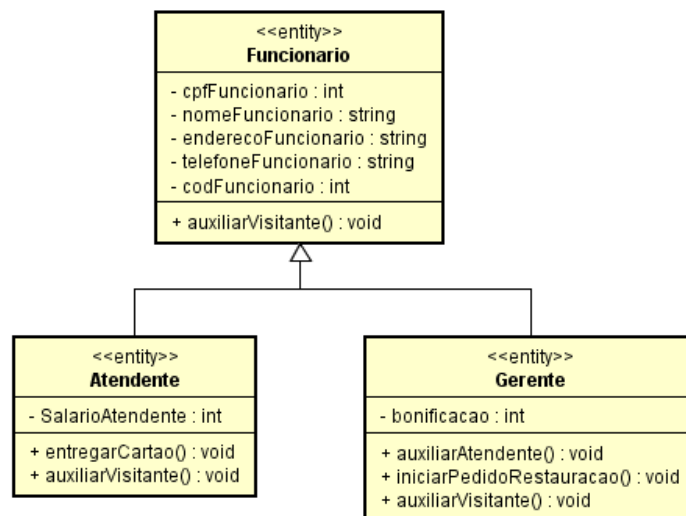 <<entity>>
Funcionario
- cpfFuncionario : int
- nomeFuncionario : string
- enderecoFuncionario : string
- telefoneFuncionario : string
- codFuncionario : int
+ auxiliarVisitante() : void
<<entity>>
Atendente
- SalarioAtendente : int
+ entregarCartao() : void
+ auxiliarVisitante() : void
<<entity>>
Gerente
- bonificacao : int
+ auxiliarAtendente() : void
+ iniciarPedidoRestauracao() : void
+ auxiliarVisitante() : void